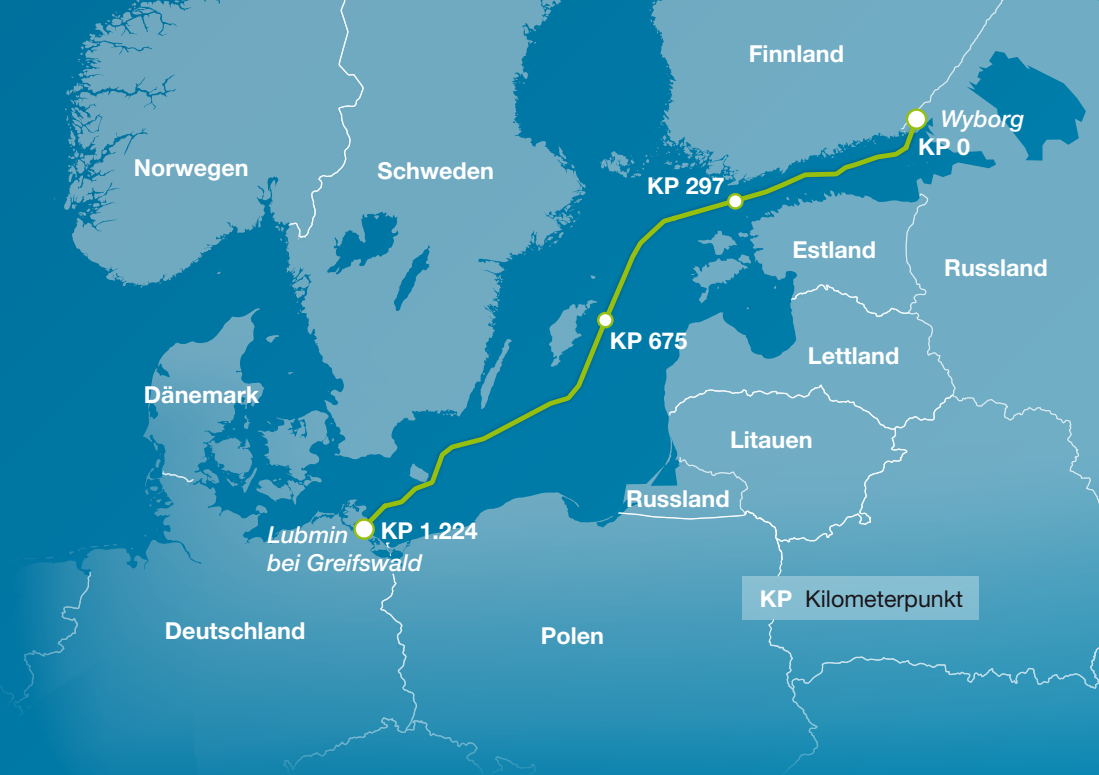 Finnland
Wyborg
KP 0
Norwegen
Schweden
KP 297
Estland
Russland
KP 675
Lettland
Dänemark
Litauen
Russland
Lubmin
bei Greifswald
KP 1.224
KP Kilometerpunkt
Deutschland
Polen